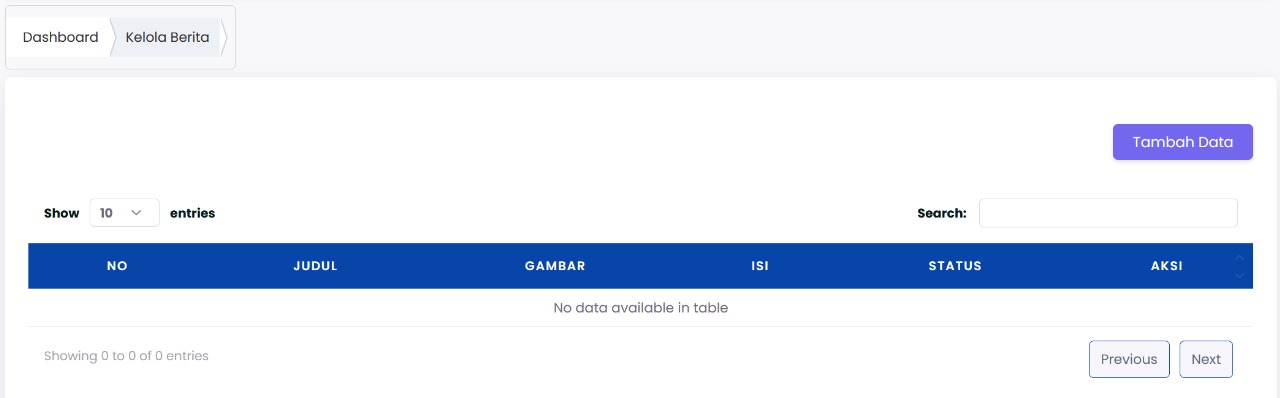 Dashboard Kelola Berita
Tambah Data
Show 10 entries Search:
NO JUDUL GAMBAR ISI STATUS AKSI
No data available in table
Showing 0 to 0 of 0 entries Previous Next